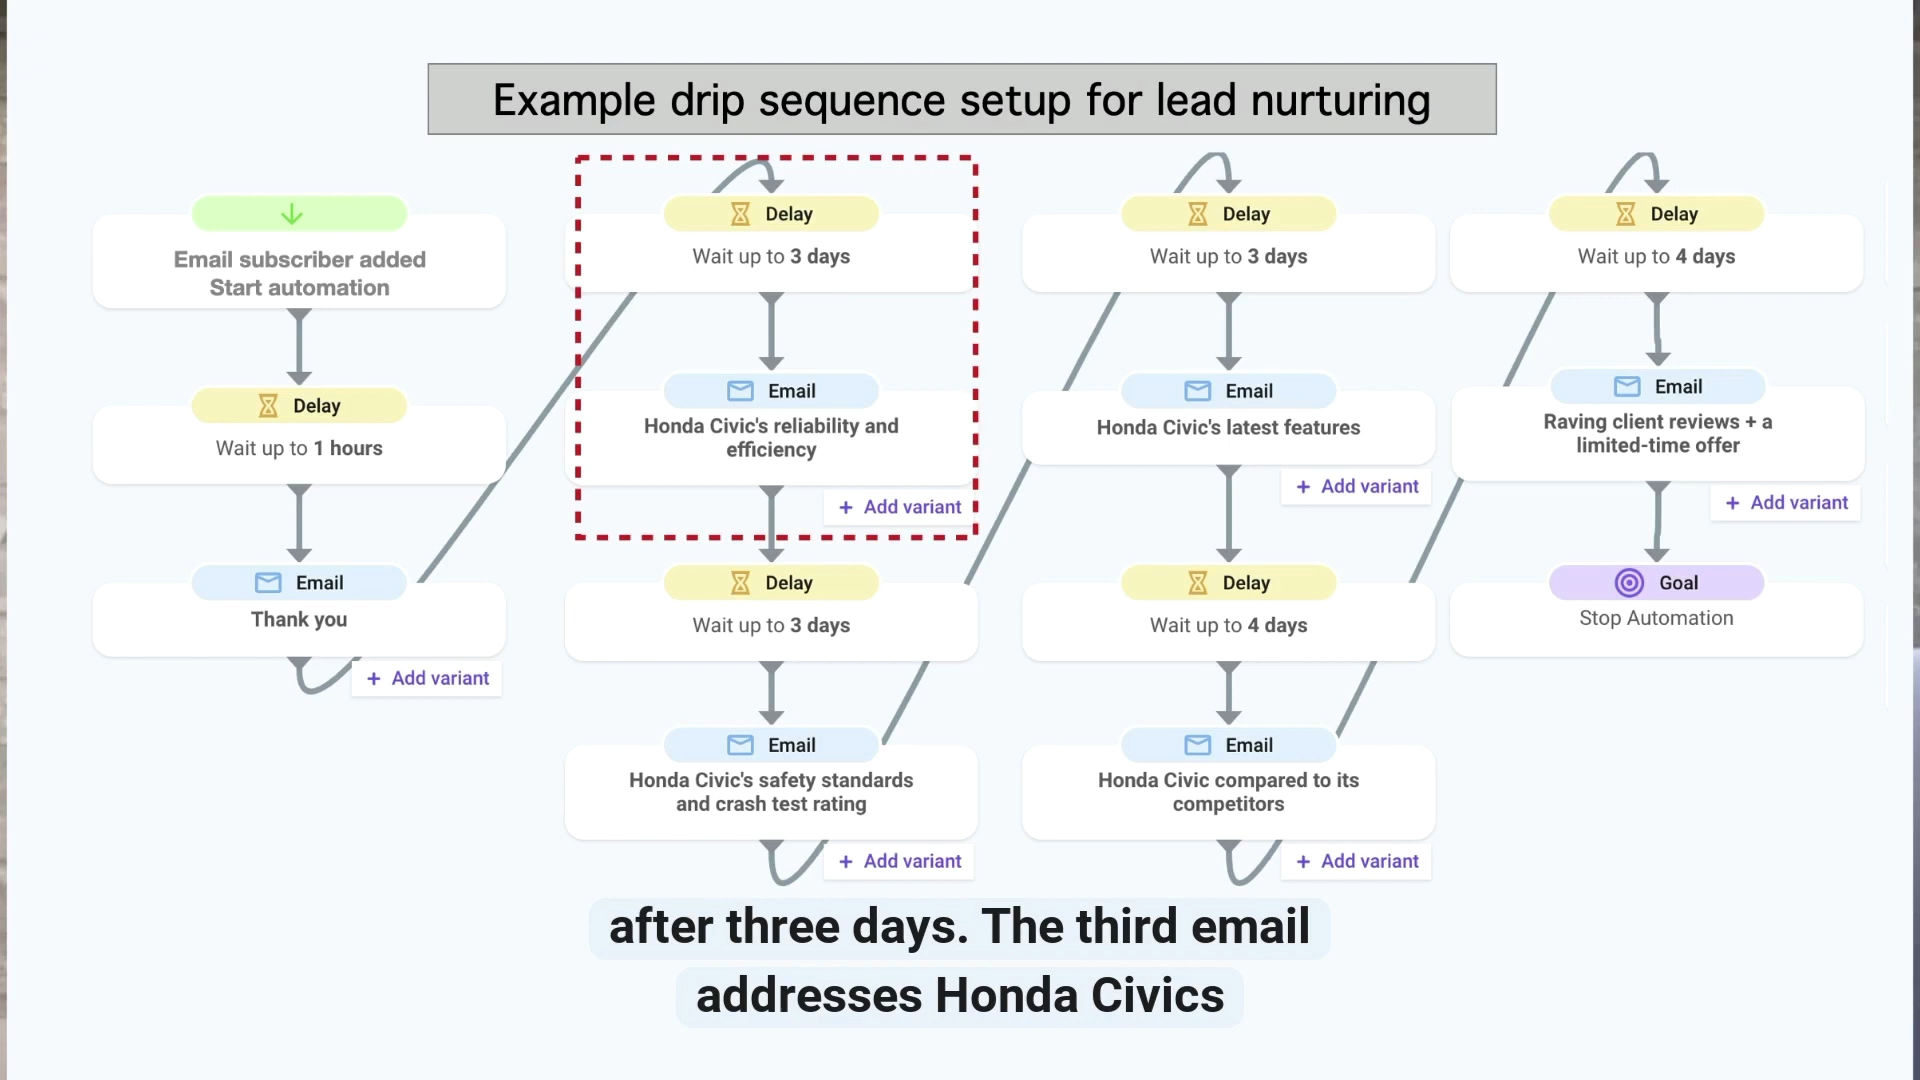 Example drip sequence setup for lead nurturing
Email subscriber added
Start automation
Delay
Wait up to 1 hours
Email
Thank you
+ Add variant
Delay
Wait up to 3 days
Email
Honda Civic's reliability and
efficiency
+ Add variant
Delay
Wait up to 3 days
Email
Honda Civic's safety standards
and crash test rating
+ Add variant
Delay
Wait up to 3 days
Email
Honda Civic's latest features
+ Add variant
Delay
Wait up to 4 days
Email
Honda Civic compared to its
competitors
+ Add variant
Delay
Wait up to 4 days
Email
Raving client reviews + a
limited-time offer
+ Add variant
Goal
Stop Automation
after three days. The third email
addresses Honda Civics